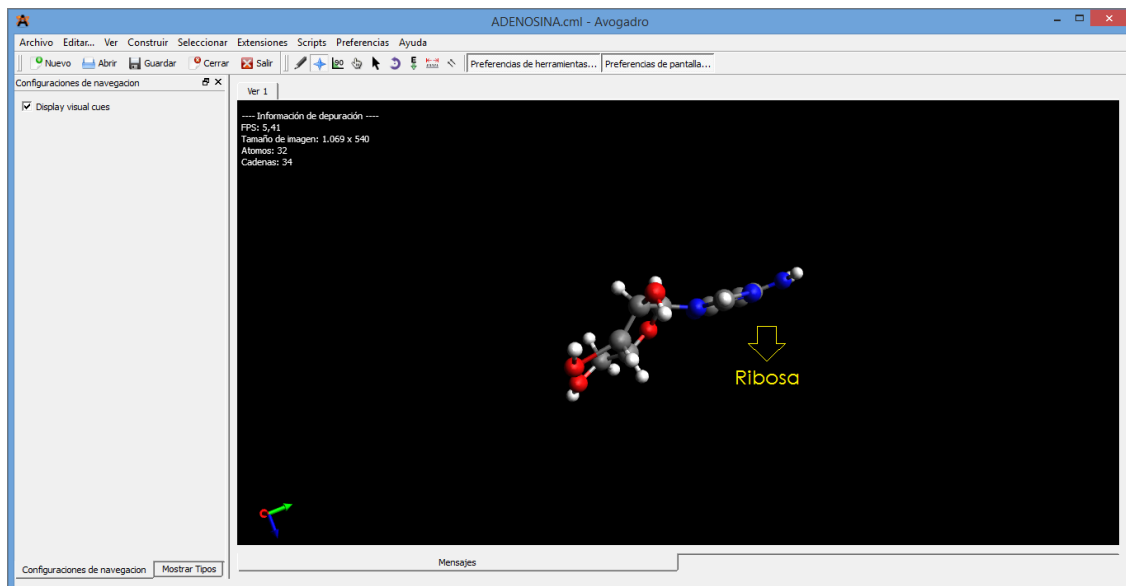 ADENOSINA.cml - Avogadro
Archivo Editar... Ver Construir Seleccionar Extensiones Scripts Preferencias Ayuda
Nuevo Abrir Guardar Cerrar Salir Preferencias de herramientas... Preferencias de pantalla...
Configuraciones de navegacion
Display visual cues
Ver 1
---- Información de depuración ----
FPS: 5,41
Tamaño de imagen: 1.069 x 540
Atomos: 32
Cadenas: 34
Ribosa
Mensajes
Configuraciones de navegacion Mostrar Tipos